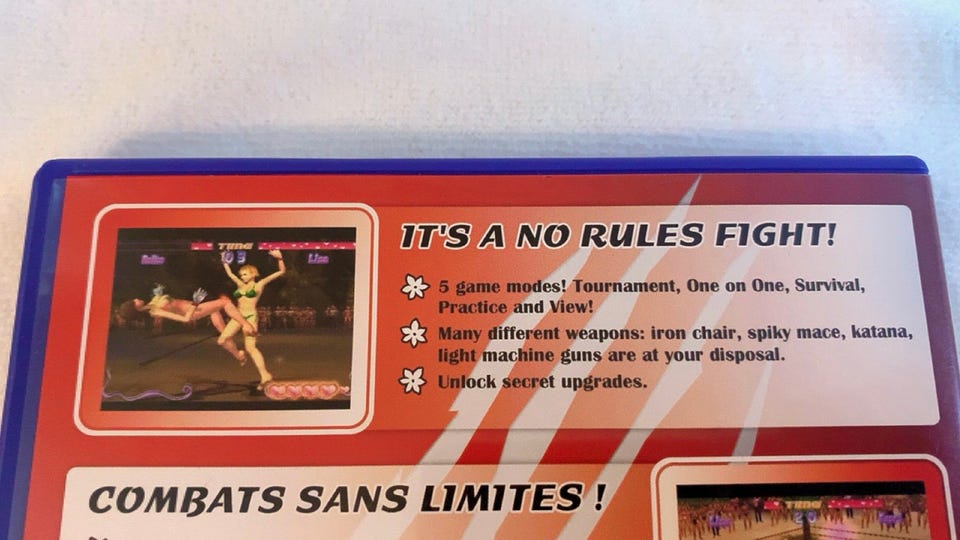 IT'S A NO RULES FIGHT!
5 game modes! Tournament, One on One, Survival,
Practice and View!
Many different weapons: iron chair, spiky mace, katana,
light machine guns are at your disposal.
Unlock secret upgrades.
TIME
COMBATS SANS LIMITES !
TIME